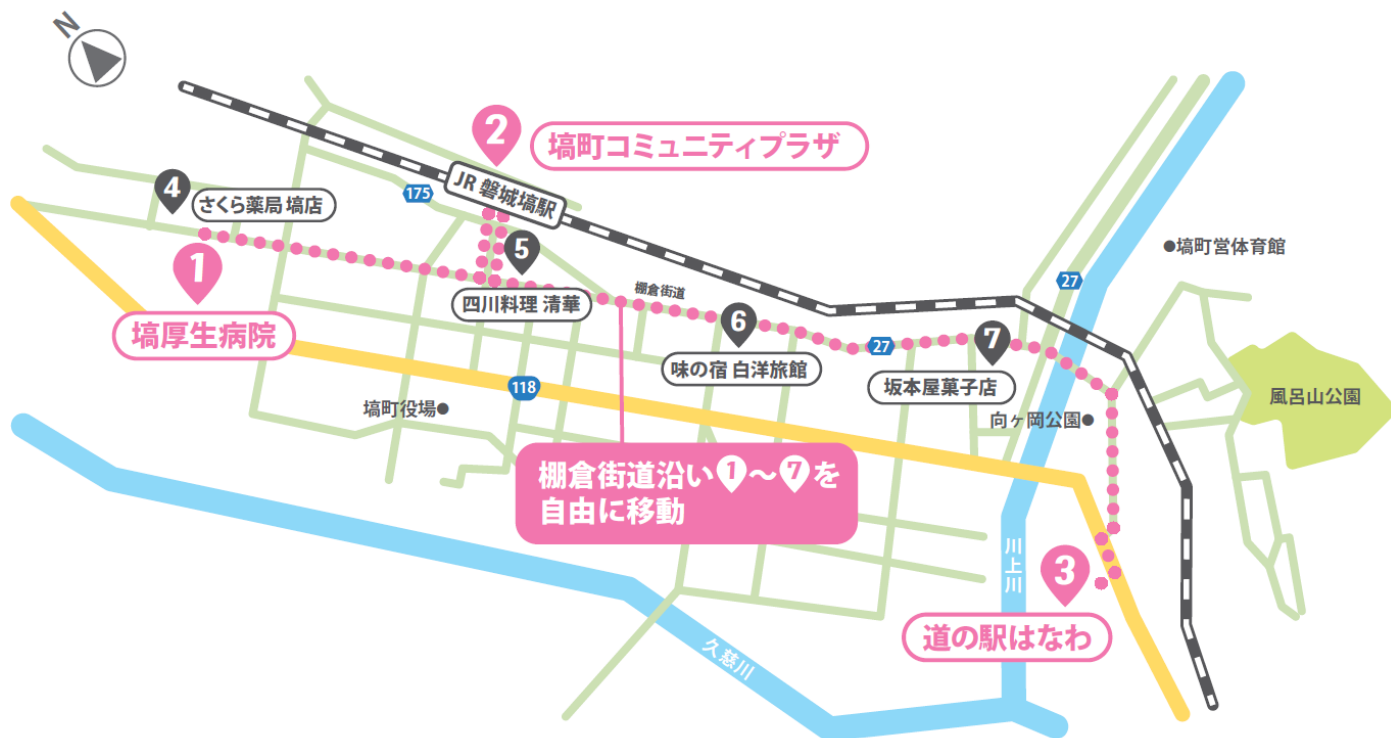 N
2
塙町コミュニティプラザ
JR 磐城塙駅
175
4
さくら薬局 塙店
1
塙厚生病院
5
四川料理 清華
棚倉街道
6
味の宿 白洋旅館
27
7
坂本屋菓子店
27
●塙町営体育館
風呂山公園
向ヶ岡公園●
118
塙町役場●
棚倉街道沿い1〜7を
自由に移動
川上川
3
道の駅はなわ
久慈川